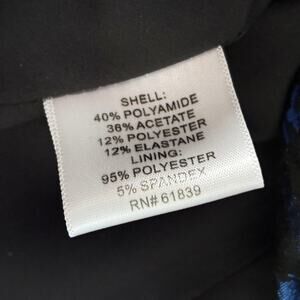 SHELL:
40% POLYAMIDE
36% ACETATE
12% POLYESTER
12% ELASTANE
LINING:
95% POLYESTER
5% SPANDEX
RN# 61839